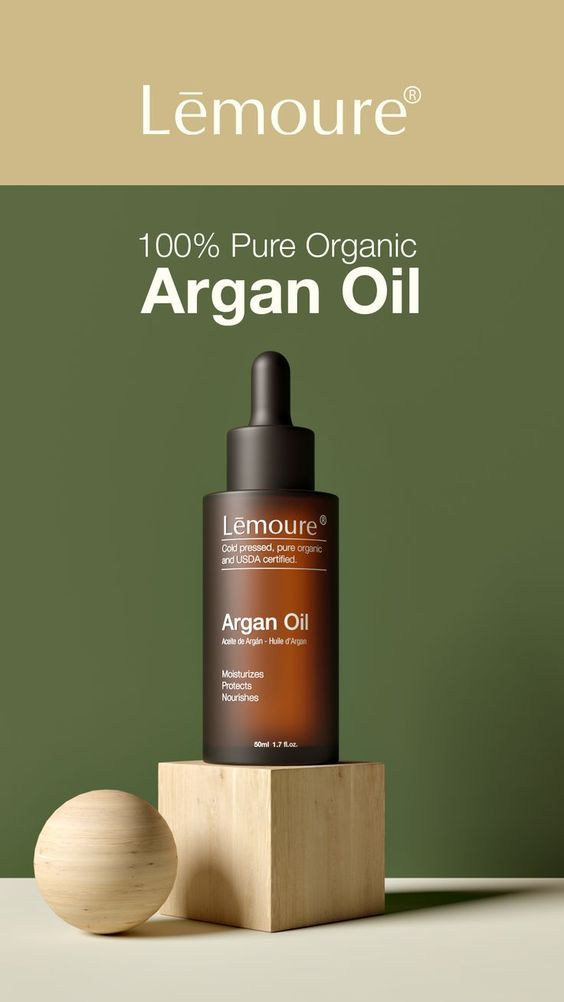 Lēmoure®
100% Pure Organic
Argan Oil
Lēmoure®
Cold pressed, pure organic
and USDA certified.
Argan Oil
Aceite de Argán - Huile d'Argan
Moisturizes
Protects
Nourishes
50ml 1.7 fl.oz.